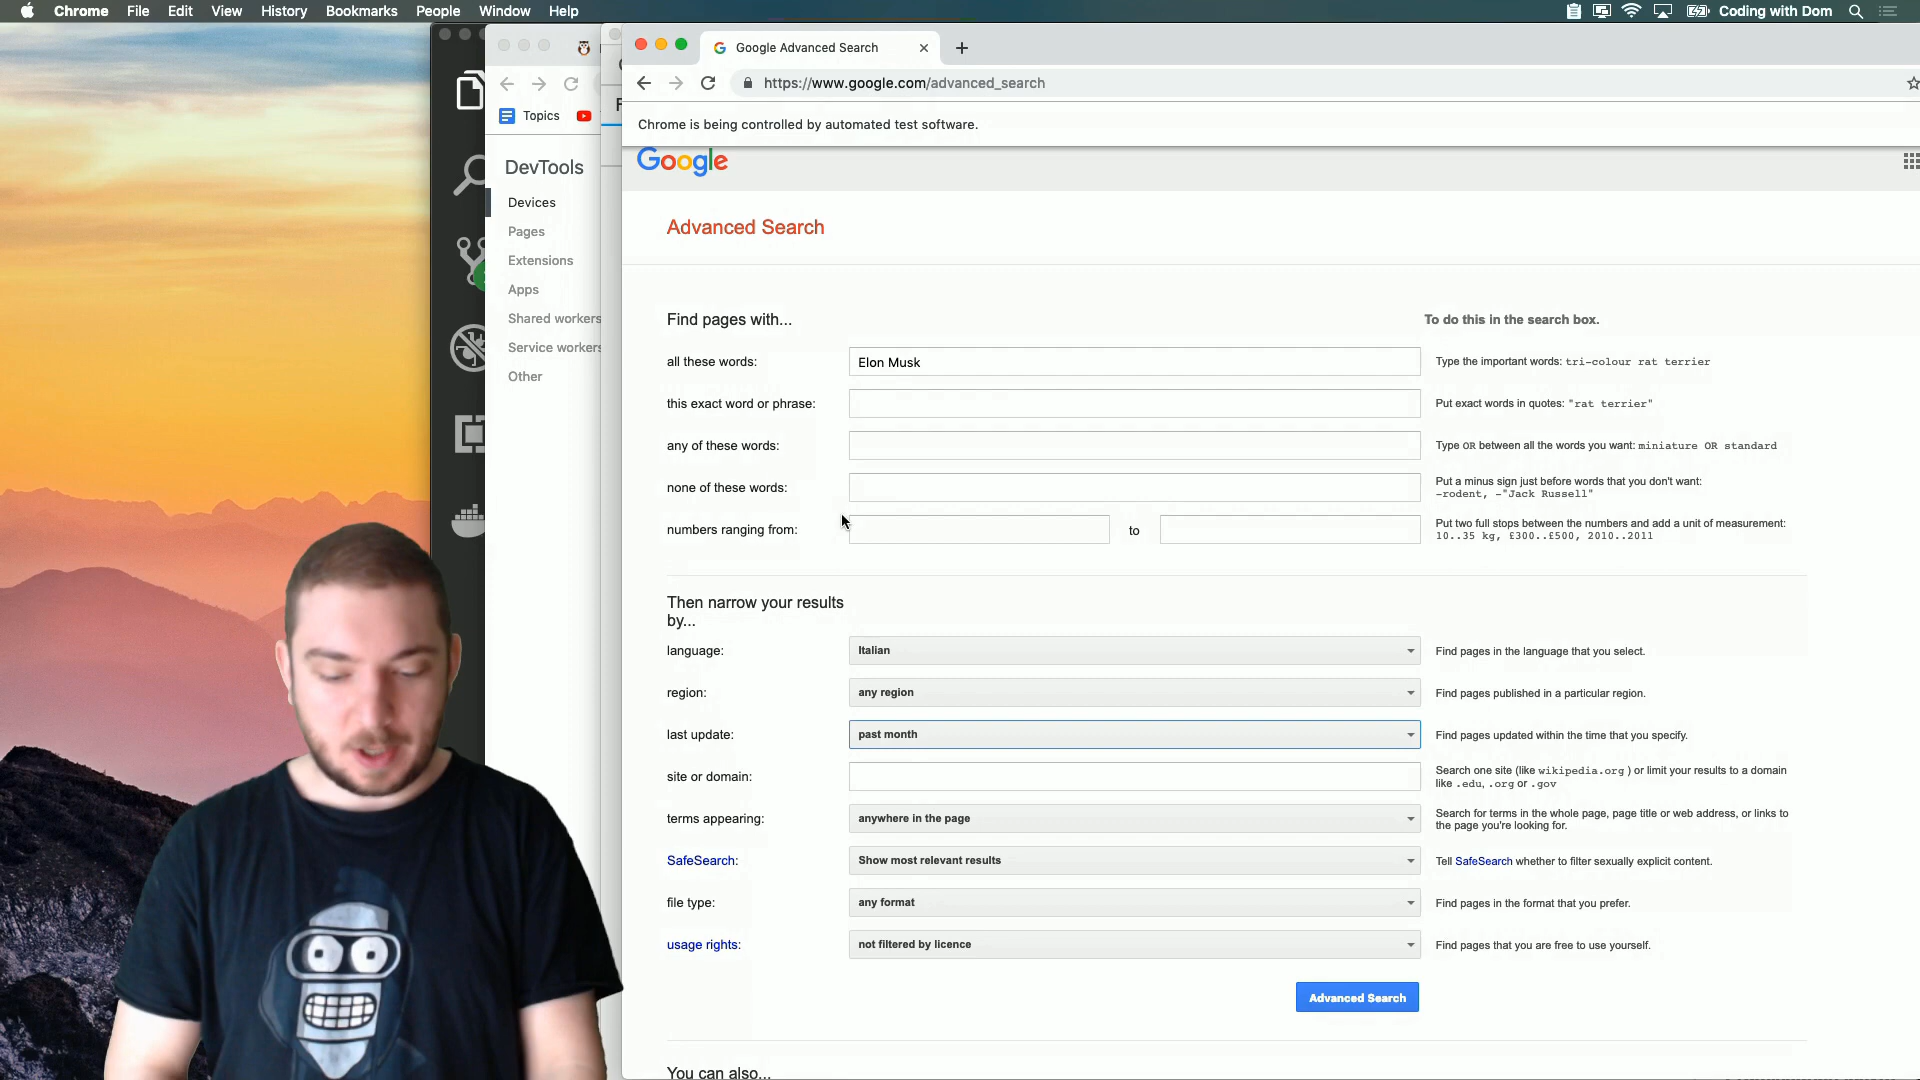 Chrome File Edit View History Bookmarks People Window Help
Coding with Dom
Google Advanced Search
https://www.google.com/advanced_search
Topics
Chrome is being controlled by automated test software.
DevTools
Devices
Pages
Extensions
Apps
Shared workers
Service workers
Other
Google
Advanced Search
Find pages with...
To do this in the search box.
all these words:
Elon Musk
Type the important words: tri-colour rat terrier
this exact word or phrase:
Put exact words in quotes: "rat terrier"
any of these words:
Type OR between all the words you want: miniature OR standard
none of these words:
Put a minus sign just before words that you don't want:
-rodent, -"Jack Russell"
numbers ranging from:
to
Put two full stops between the numbers and add a unit of measurement:
10..35 kg, £300..£500, 2010..2011
Then narrow your results
by...
language:
Italian
Find pages in the language that you select.
region:
any region
Find pages published in a particular region.
last update:
past month
Find pages updated within the time that you specify.
site or domain:
Search one site (like wikipedia.org ) or limit your results to a domain
like .edu, .org or .gov
terms appearing:
anywhere in the page
Search for terms in the whole page, page title or web address, or links to
the page you're looking for.
SafeSearch:
Show most relevant results
Tell SafeSearch whether to filter sexually explicit content.
file type:
any format
Find pages in the format that you prefer.
usage rights:
not filtered by licence
Find pages that you are free to use yourself.
Advanced Search
You can also...